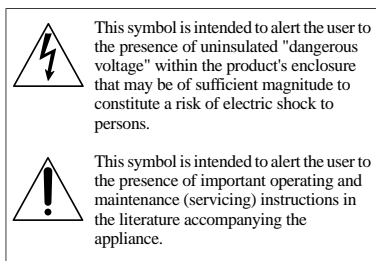 This symbol is intended to alert the user to
the presence of uninsulated "dangerous
voltage" within the product's enclosure
that may be of sufficient magnitude to
constitute a risk of electric shock to
persons.
This symbol is intended to alert the user to
the presence of important operating and
maintenance (servicing) instructions in
the literature accompanying the
appliance.